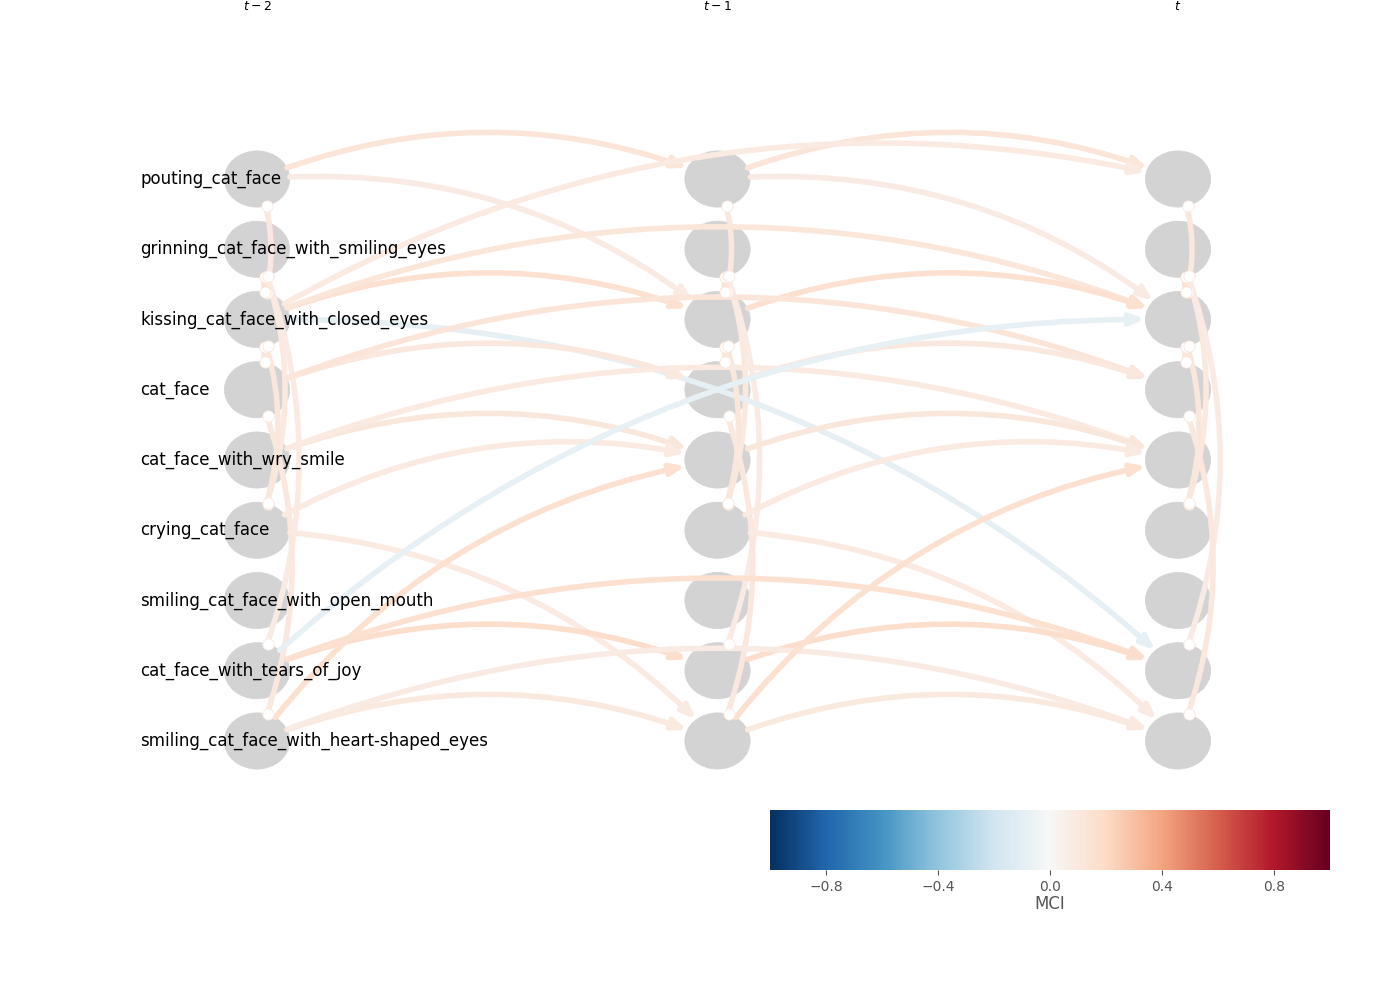 t − 2 t − 1 t
pouting_cat_face
grinning_cat_face_with_smiling_eyes
kissing_cat_face_with_closed_eyes
cat_face
cat_face_with_wry_smile
crying_cat_face
smiling_cat_face_with_open_mouth
cat_face_with_tears_of_joy
smiling_cat_face_with_heart-shaped_eyes
−0.8 −0.4 0.0 0.4 0.8
MCI